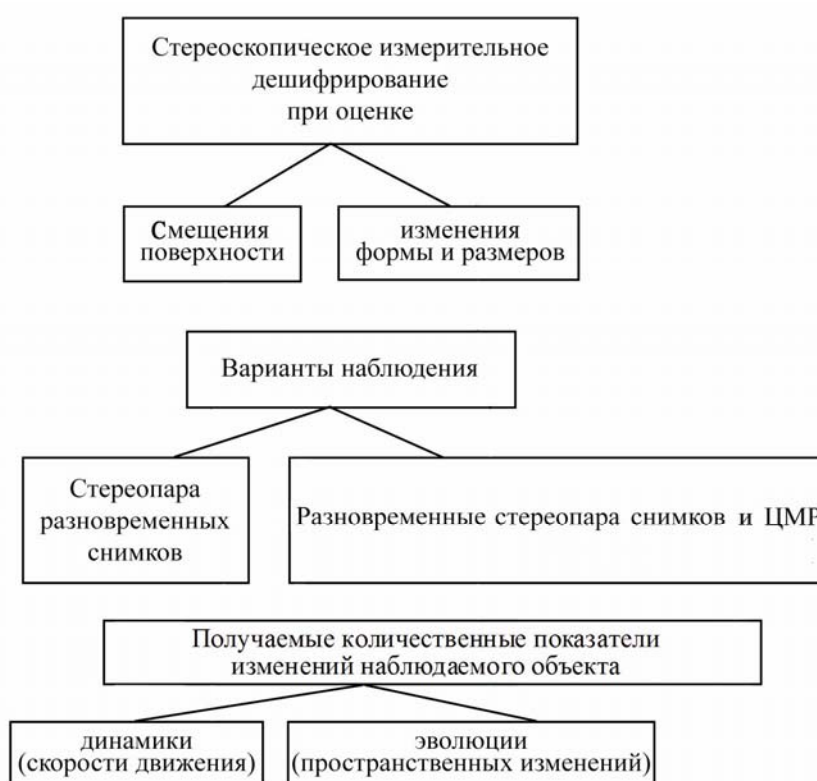 Стереоскопическое измерительное
дешифрирование
при оценке
Смещения
поверхности
изменения
формы и размеров
Варианты наблюдения
Стереопара
разновременных
снимков
Разновременные стереопара снимков и ЦМР
Получаемые количественные показатели
изменений наблюдаемого объекта
динамики
(скорости движения)
эволюции
(пространственных изменений)